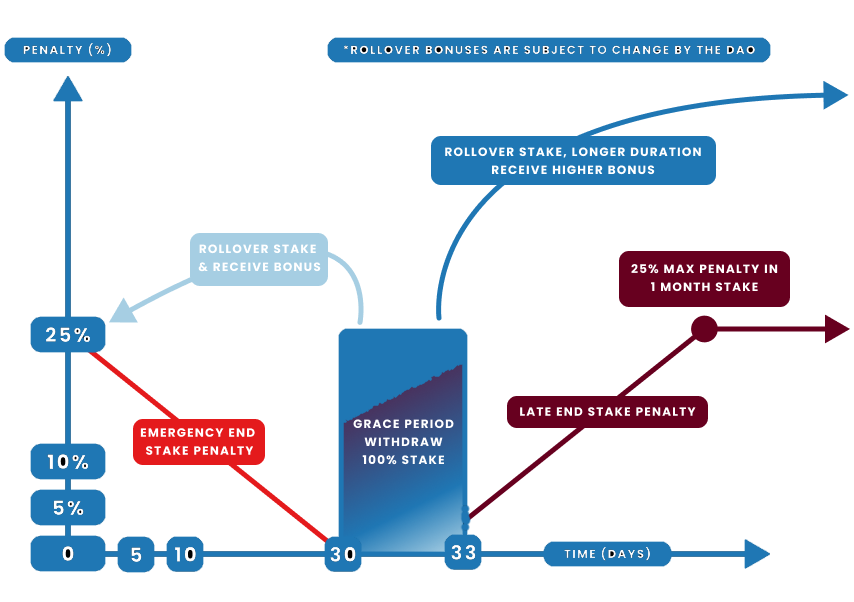 PENALTY (%)
*ROLLOVER BONUSES ARE SUBJECT TO CHANGE BY THE DAO
ROLLOVER STAKE, LONGER DURATION
RECEIVE HIGHER BONUS
ROLLOVER STAKE
& RECEIVE BONUS
25% MAX PENALTY IN
1 MONTH STAKE
25%
LATE END STAKE PENALTY
GRACE PERIOD
WITHDRAW
100% STAKE
EMERGENCY END
STAKE PENALTY
10%
5%
0
5
10
30
33
TIME (DAYS)